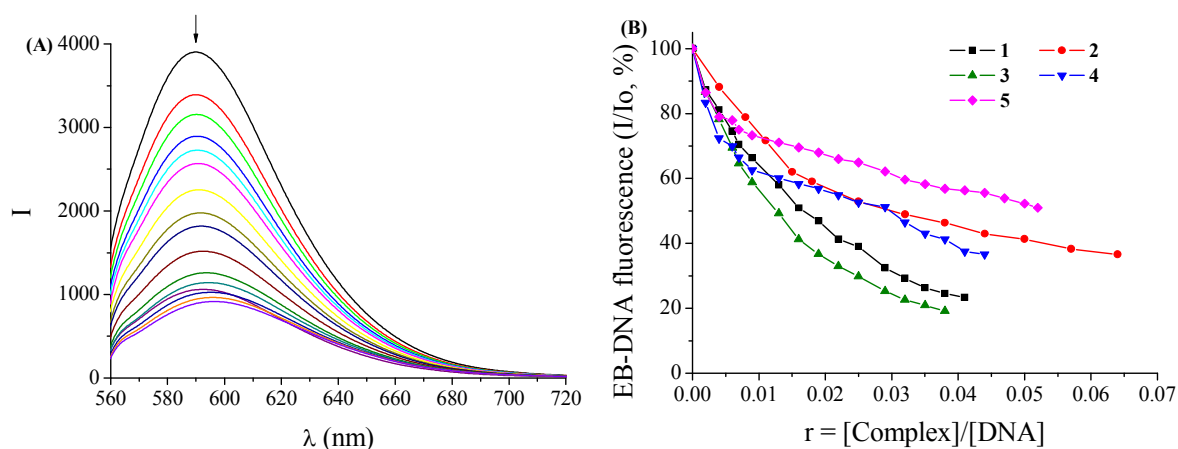 (A)
4000
3000
2000
1000
0
I
560 580 600 620 640 660 680 700 720
λ (nm)
(B)
1 2
3 4
5
100
80
60
40
20
0
EB-DNA fluorescence (I/Io, %)
0.00 0.01 0.02 0.03 0.04 0.05 0.06 0.07
r = [Complex]/[DNA]